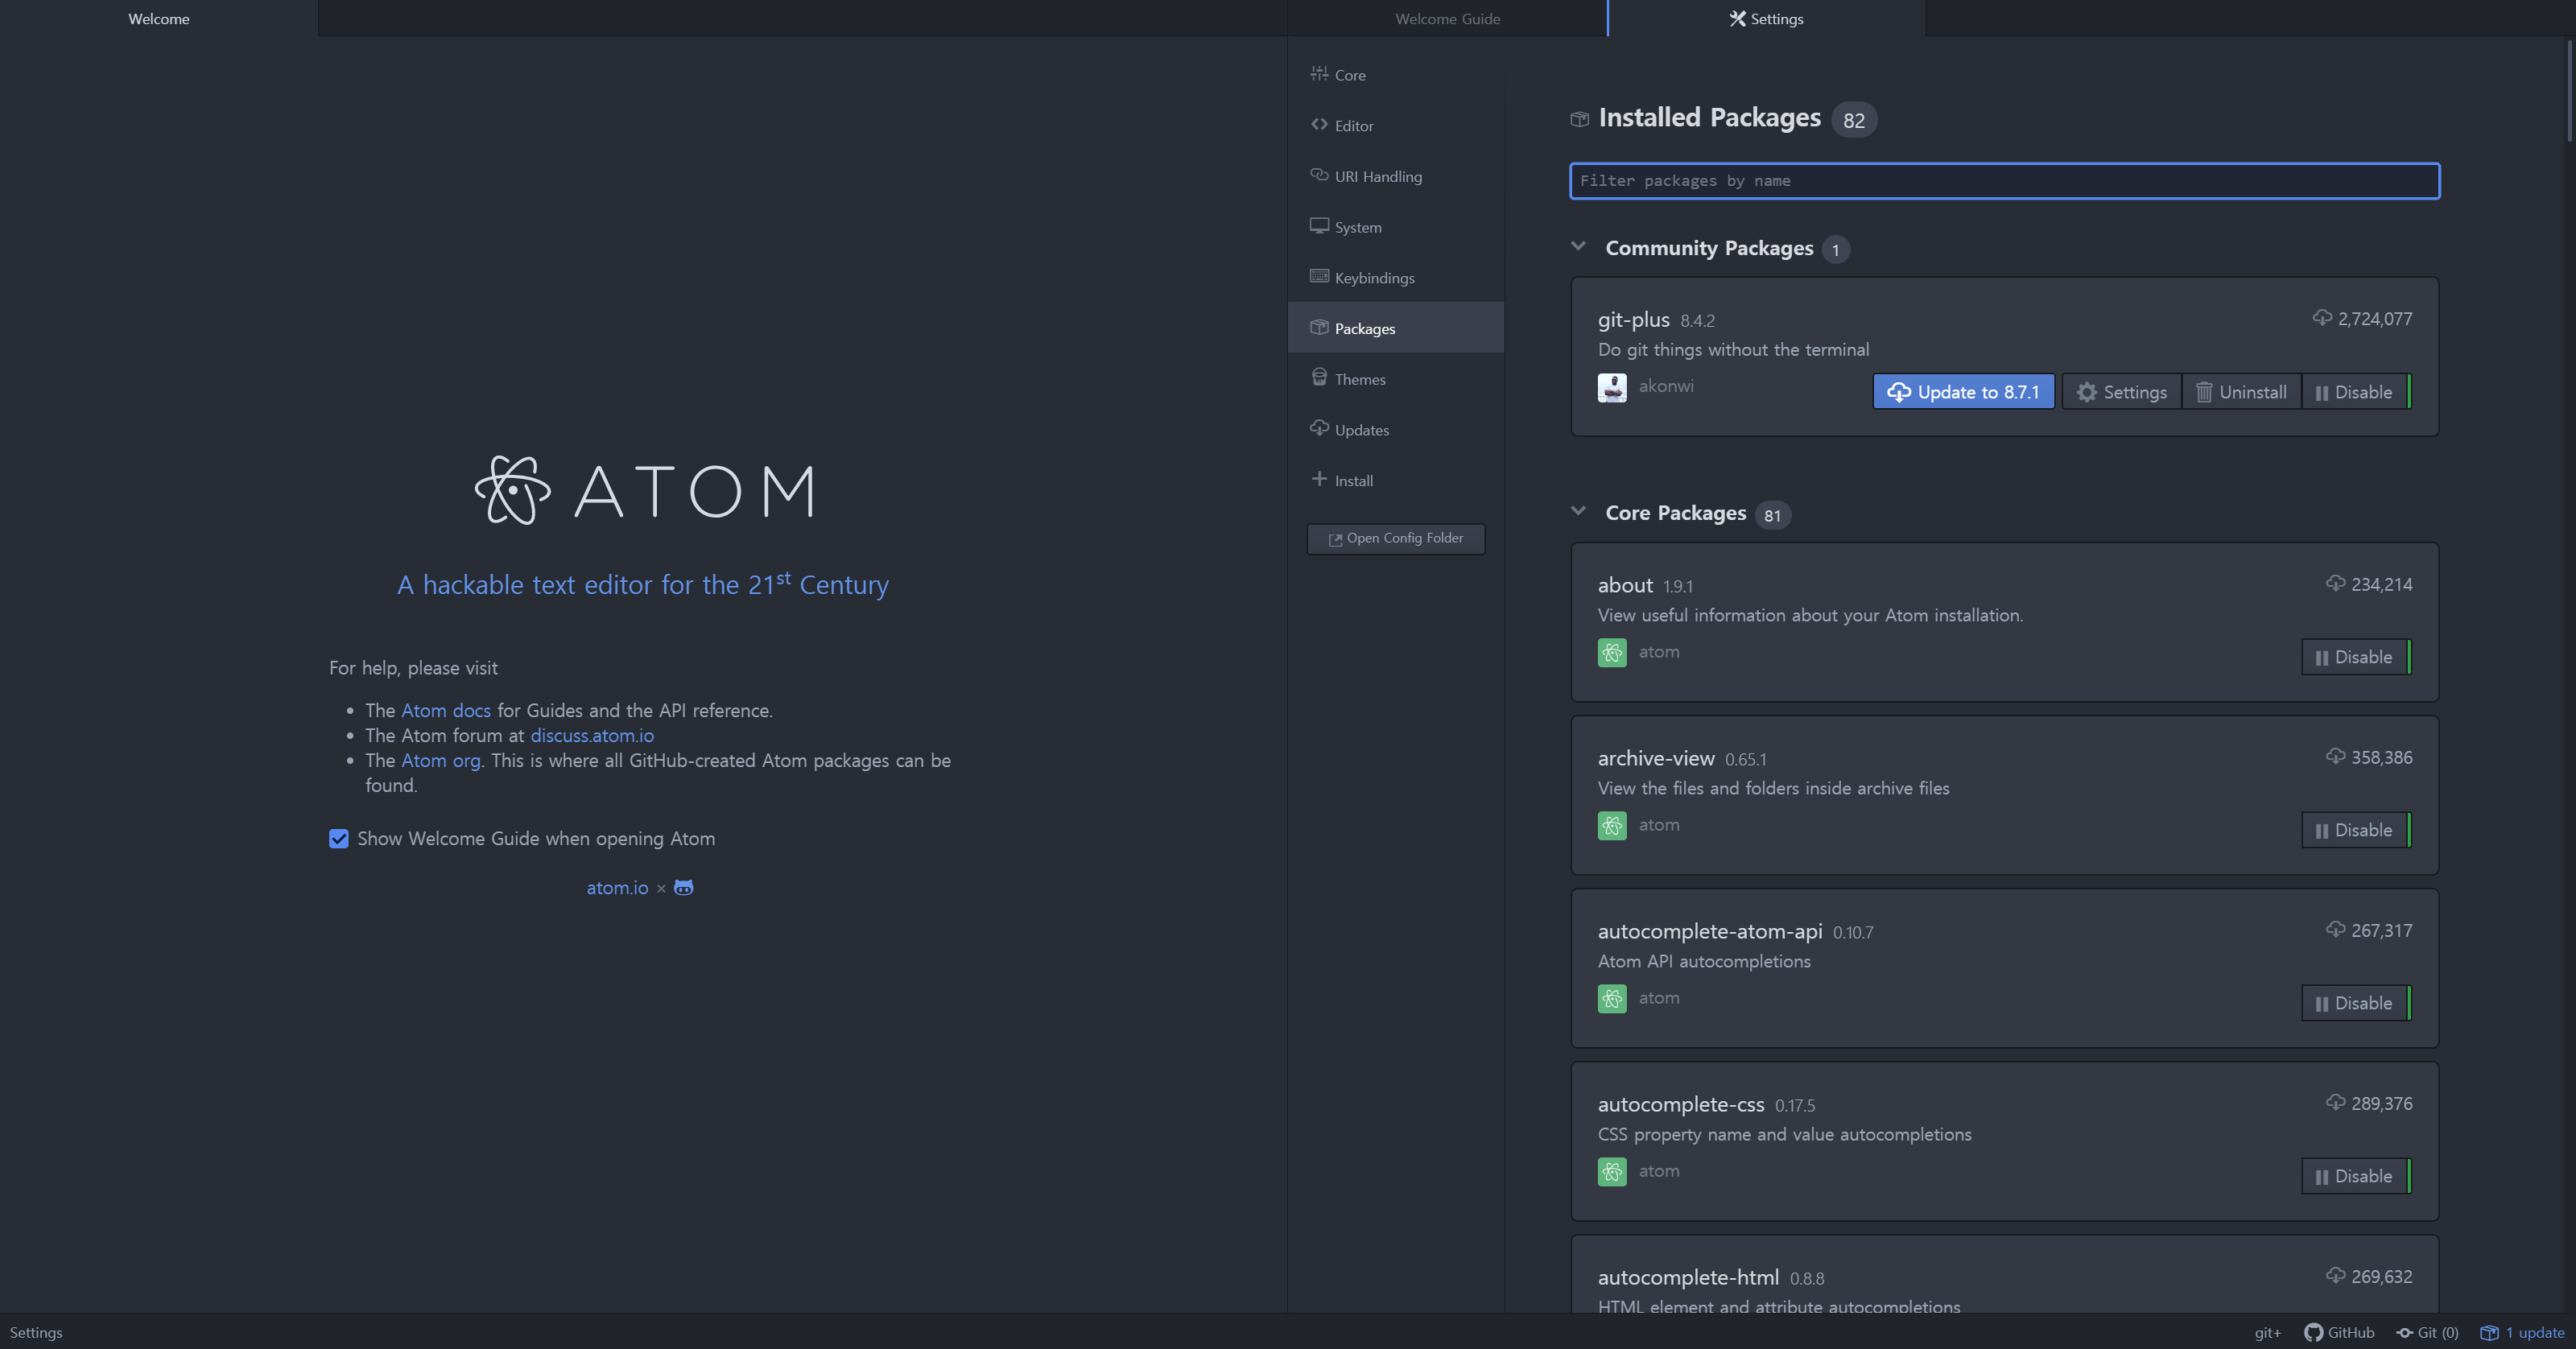 Welcome
Welcome Guide
Settings
ATOM
A hackable text editor for the 21st Century
For help, please visit
The Atom docs for Guides and the API reference.
The Atom forum at discuss.atom.io
The Atom org. This is where all GitHub-created Atom packages can be
found.
Show Welcome Guide when opening Atom
atom.io ×
Core
Editor
URI Handling
System
Keybindings
Packages
Themes
Updates
Install
Open Config Folder
Installed Packages 82
Filter packages by name
Community Packages 1
git-plus 8.4.2 2,724,077
Do git things without the terminal
akonwi Update to 8.7.1 Settings Uninstall Disable
Core Packages 81
about 1.9.1 234,214
View useful information about your Atom installation.
atom Disable
archive-view 0.65.1 358,386
View the files and folders inside archive files
atom Disable
autocomplete-atom-api 0.10.7 267,317
Atom API autocompletions
atom Disable
autocomplete-css 0.17.5 289,376
CSS property name and value autocompletions
atom Disable
autocomplete-html 0.8.8 269,632
HTML element and attribute autocompletions
Settings git+ GitHub Git (0) 1 update